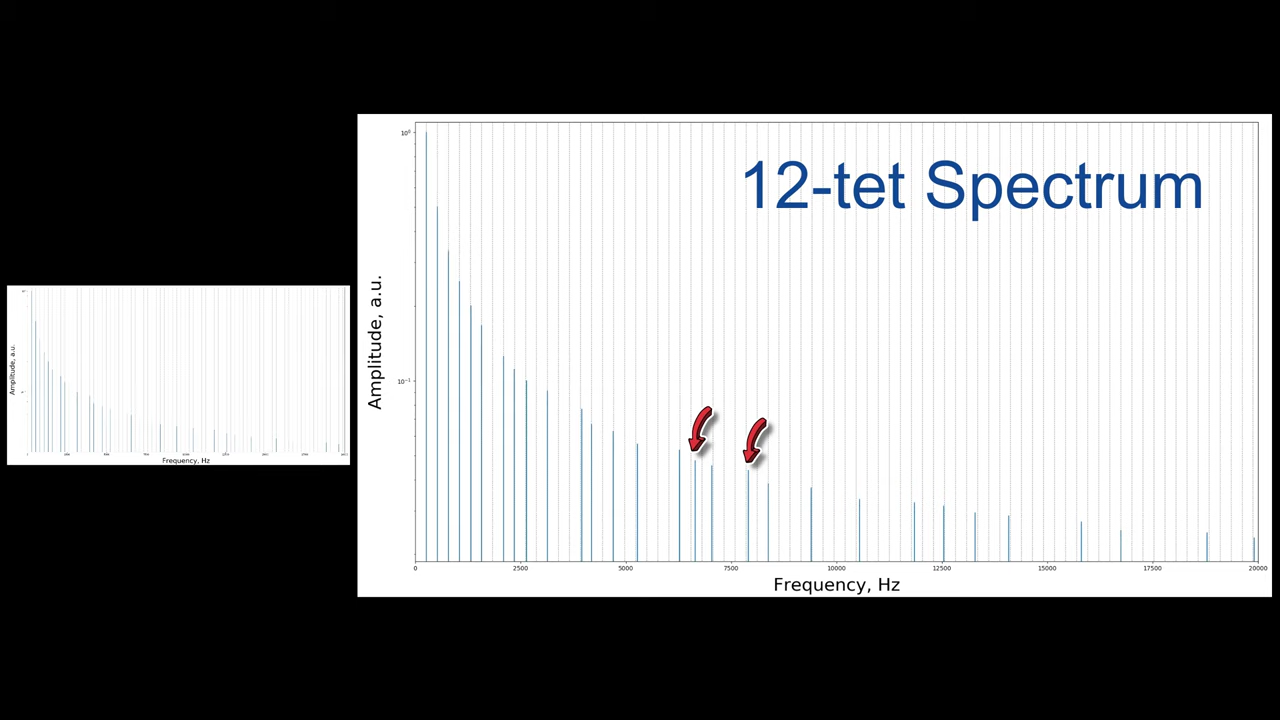 Amplitude, a.u.
Frequency, Hz
12-tet Spectrum
10⁰
10⁻¹
Amplitude, a.u.
0 2500 5000 7500 10000 12500 15000 17500 20000
Frequency, Hz